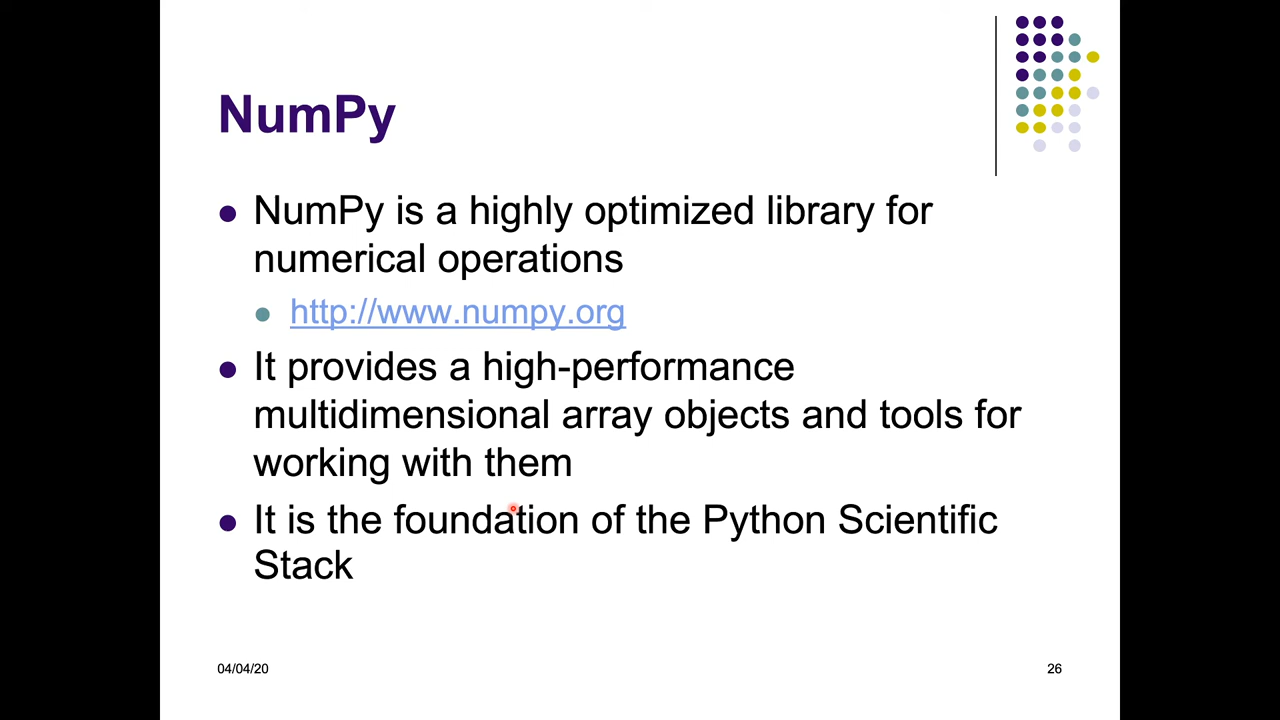 NumPy
NumPy is a highly optimized library for
numerical operations
http://www.numpy.org
It provides a high-performance
multidimensional array objects and tools for
working with them
It is the foundation of the Python Scientific
Stack
04/04/20
26